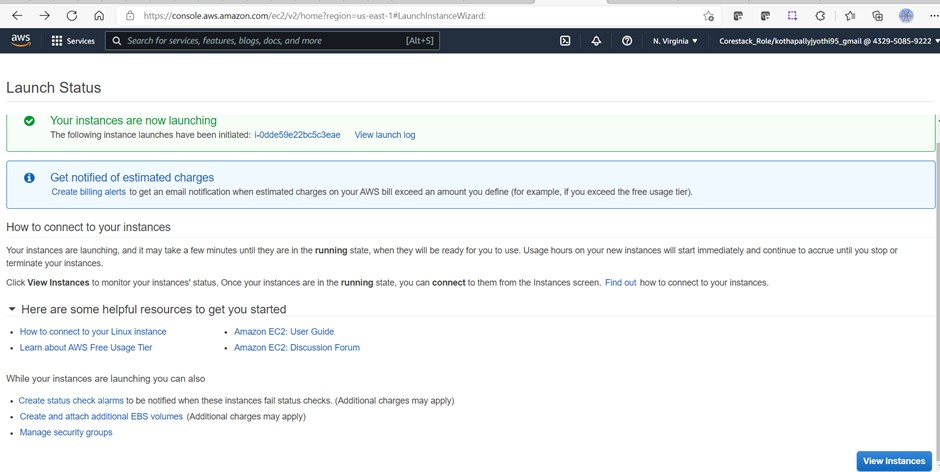 https://console.aws.amazon.com/ec2/v2/home?region=us-east-1#LaunchInstanceWizard:
aws Services Search for services, features, blogs, docs, and more [Alt+S] N. Virginia Corestack_Role/kothapallyjyothi95_gmail @ 4329-5085-9222
Launch Status
Your instances are now launching
The following instance launches have been initiated: i-0dde59e22bc5c3eae View launch log
Get notified of estimated charges
Create billing alerts to get an email notification when estimated charges on your AWS bill exceed an amount you define (for example, if you exceed the free usage tier).
How to connect to your instances
Your instances are launching, and it may take a few minutes until they are in the running state, when they will be ready for you to use. Usage hours on your new instances will start immediately and continue to accrue until you stop or
terminate your instances.
Click View Instances to monitor your instances' status. Once your instances are in the running state, you can connect to them from the Instances screen. Find out how to connect to your instances.
Here are some helpful resources to get you started
How to connect to your Linux instance
Amazon EC2: User Guide
Learn about AWS Free Usage Tier
Amazon EC2: Discussion Forum
While your instances are launching you can also
Create status check alarms to be notified when these instances fail status checks. (Additional charges may apply)
Create and attach additional EBS volumes (Additional charges may apply)
Manage security groups
View Instances